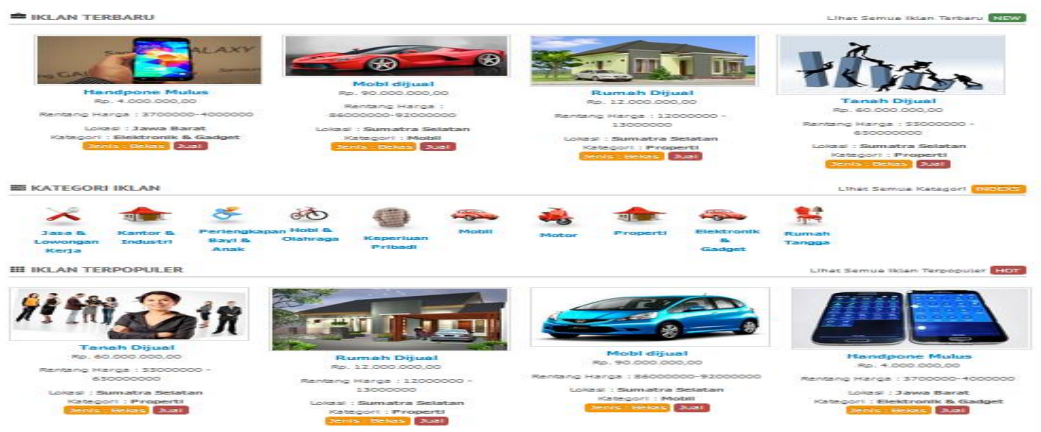 IKLAN TERBARU
Lihat Semua Iklan Terbaru NEW
Handpone Mulus
Rp. 4.000.000,00
Rentang Harga : 3700000-4000000
Lokasi : Jawa Barat
Kategori : Elektronik & Gadget
Jenis : Bekas Jual
Mobil dijual
Rp. 90.000.000,00
Rentang Harga :
86000000-92000000
Lokasi : Sumatra Selatan
Kategori : Mobil
Jenis : Bekas Jual
Rumah Dijual
Rp. 12.000.000,00
Rentang Harga : 12000000 -
13000000
Lokasi : Sumatra Selatan
Kategori : Properti
Jenis : Bekas Jual
Tanah Dijual
Rp. 60.000.000,00
Rentang Harga : 55000000 -
650000000
Lokasi : Sumatra Selatan
Kategori : Properti
Jenis : Bekas Jual
KATEGORI IKLAN
Lihat Semua Kategori INDEKS
Jasa &
Lowongan
Kerja
Kantor &
Industri
Perlengkapan
Bayi &
Anak
Hobi &
Olahraga
Keperluan
Pribadi
Mobil
Motor
Properti
Elektronik
&
Gadget
Rumah
Tangga
IKLAN TERPOPULER
Lihat Semua Iklan Terpopuler HOT
Tanah Dijual
Rp. 60.000.000,00
Rentang Harga : 55000000 -
650000000
Lokasi : Sumatra Selatan
Kategori : Properti
Jenis : Bekas Jual
Rumah Dijual
Rp. 12.000.000,00
Rentang Harga : 12000000 -
13000000
Lokasi : Sumatra Selatan
Kategori : Properti
Jenis : Bekas Jual
Mobil dijual
Rp. 90.000.000,00
Rentang Harga : 86000000-92000000
Lokasi : Sumatra Selatan
Kategori : Mobil
Jenis : Bekas Jual
Handpone Mulus
Rp. 4.000.000,00
Rentang Harga : 3700000-4000000
Lokasi : Jawa Barat
Kategori : Elektronik & Gadget
Jenis : Bekas Jual